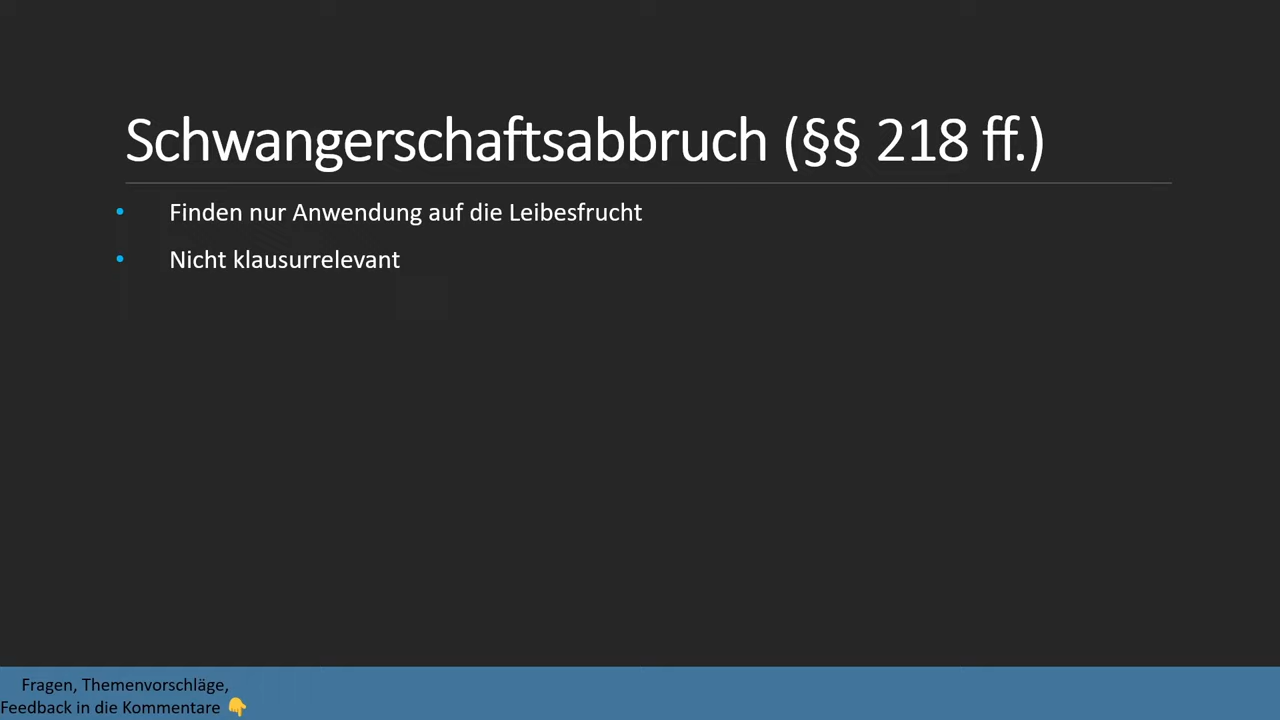 Schwangerschaftsabbruch (§§ 218 ff.)
• Finden nur Anwendung auf die Leibesfrucht
• Nicht klausurrelevant
Fragen, Themenvorschläge,
Feedback in die Kommentare 👇